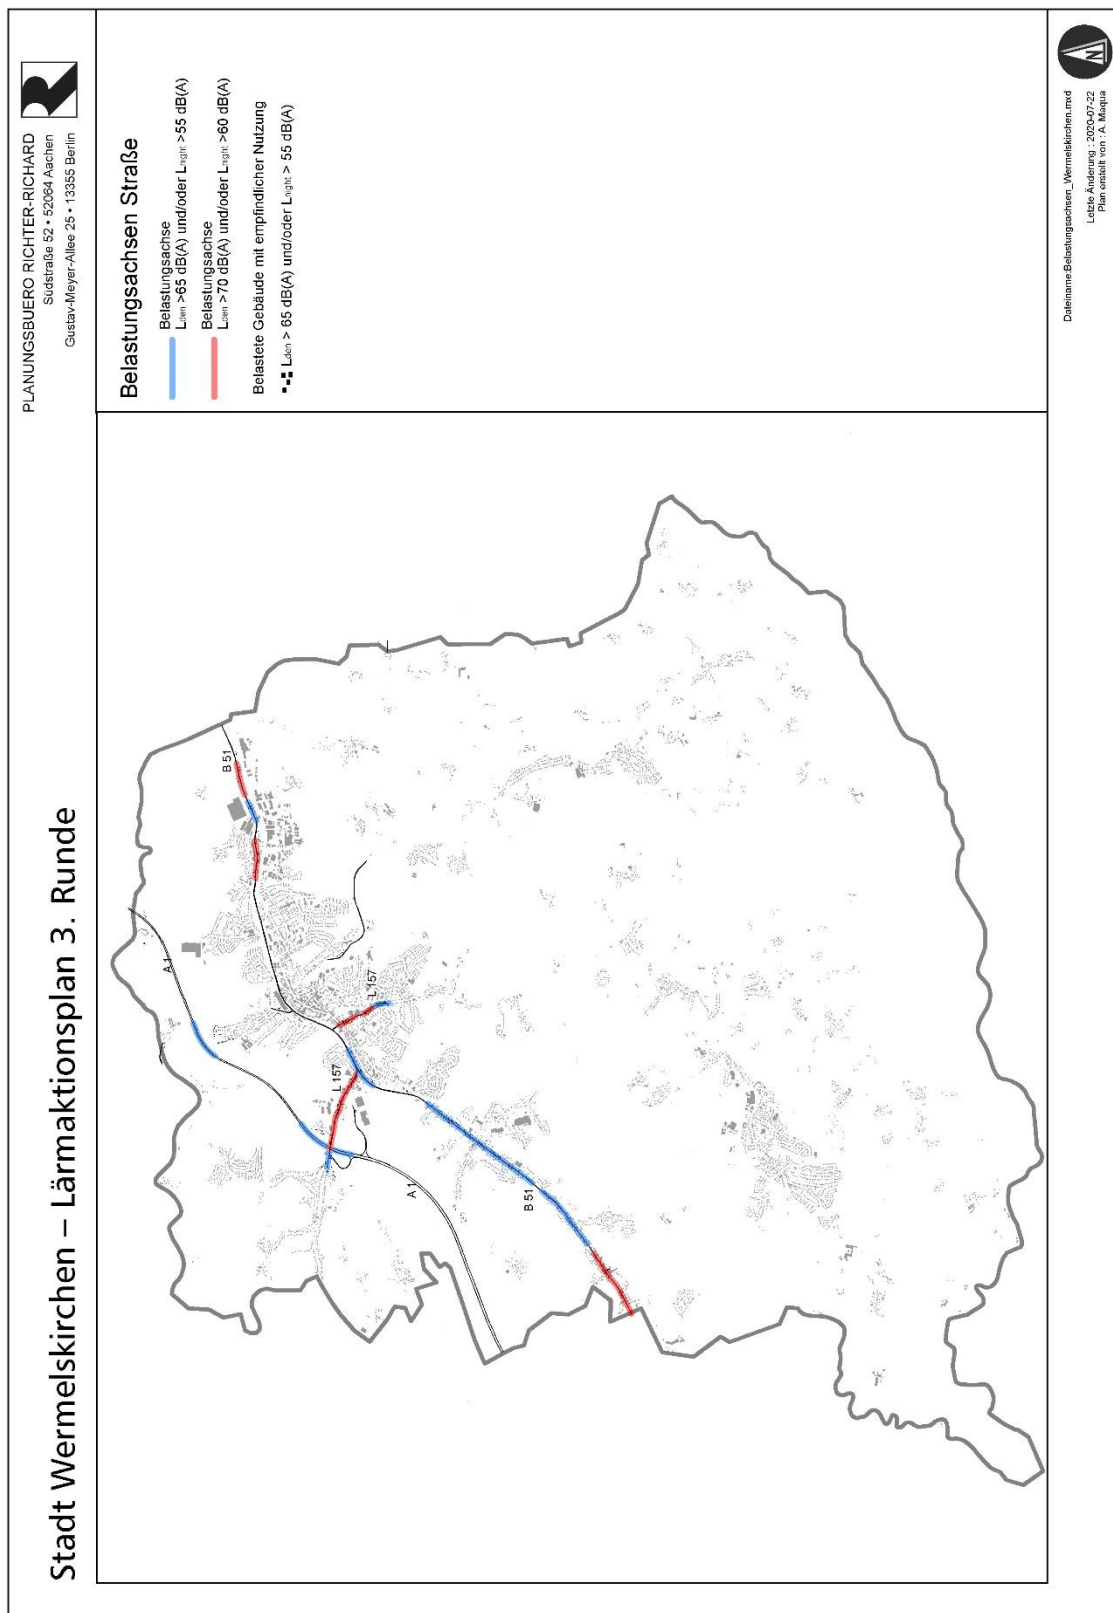 Stadt Wermelskirchen – Lärmaktionsplan 3. Runde
PLANUNGSBUERO RICHTER-RICHARD
Südstraße 52 • 52064 Aachen
Gustav-Meyer-Allee 25 • 13355 Berlin
R
Belastungsachsen Straße
Belastungsachse
Lden >65 dB(A) und/oder Lnight >55 dB(A)
Belastungsachse
Lden >70 dB(A) und/oder Lnight >60 dB(A)
Belastete Gebäude mit empfindlicher Nutzung
Lden > 65 dB(A) und/oder Lnight > 55 dB(A)
A 1
B 51
L 157
L 157
A 1
B 51
N
Dateiname:Belastungsachsen_Wermelskirchen.mxd
Letzte Änderung : 2020-07-22
Plan erstellt von : A. Maqua